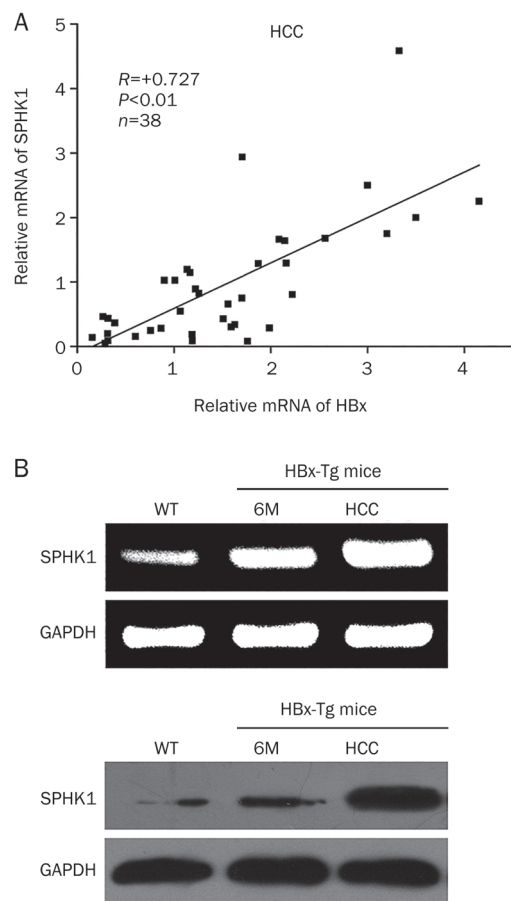 A
HCC
R=+0.727
P<0.01
n=38
Relative mRNA of SPHK1
5
4
3
2
1
0
0 1 2 3 4
Relative mRNA of HBx
B
HBx-Tg mice
WT 6M HCC
SPHK1
GAPDH
HBx-Tg mice
WT 6M HCC
SPHK1
GAPDH